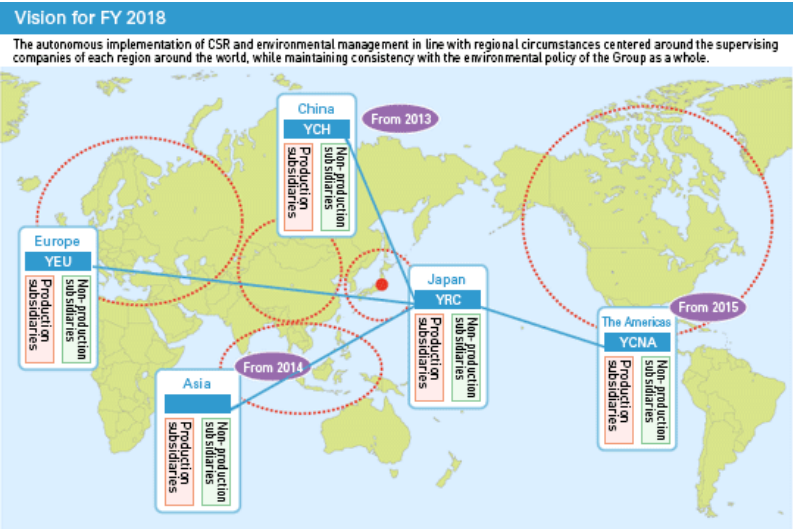 Vision for FY 2018
The autonomous implementation of CSR and environmental management in line with regional circumstances centered around the supervising
companies of each region around the world, while maintaining consistency with the environmental policy of the Group as a whole.
China
YCH
Production
subsidiaries
Non-production
subsidiaries
From 2013
Europe
YEU
Production
subsidiaries
Non-production
subsidiaries
Japan
YRC
Production
subsidiaries
Non-production
subsidiaries
From 2015
The Americas
YCNA
Production
subsidiaries
Non-production
subsidiaries
From 2014
Asia
Production
subsidiaries
Non-production
subsidiaries